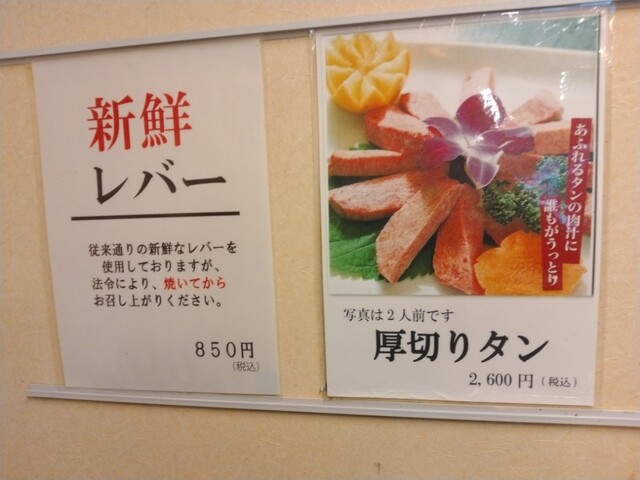 新鮮
レバー
従来通りの新鮮なレバーを
使用しておりますが、
法令により、焼いてから
お召し上がりください。
850円
(税込)
あふれるタンの肉汁に
誰もがうっとり
写真は2人前です
厚切りタン
2,600円(税込)